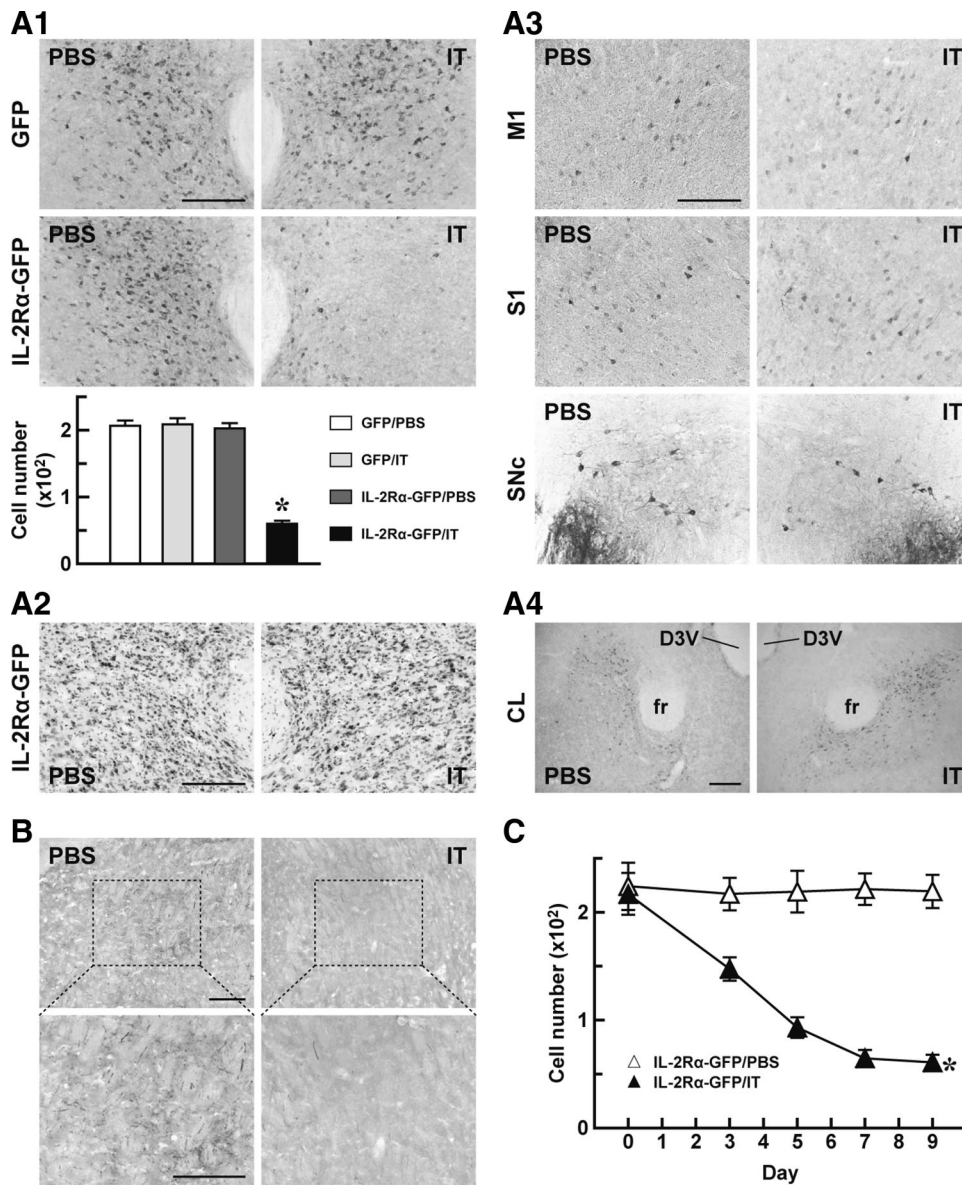 A1
PBS
IT
GFP
PBS
IT
IL-2Rα-GFP
Cell number
(x10²)
2
1
0
*
GFP/PBS
GFP/IT
IL-2Rα-GFP/PBS
IL-2Rα-GFP/IT
A2
IL-2Rα-GFP
PBS
IT
B
PBS
IT
A3
PBS
IT
M1
PBS
IT
S1
PBS
IT
SNc
A4
D3V
D3V
CL
fr
fr
PBS
IT
C
Cell number (x10²)
2
1
0
IL-2Rα-GFP/PBS
IL-2Rα-GFP/IT
*
0 1 2 3 4 5 6 7 8 9
Day